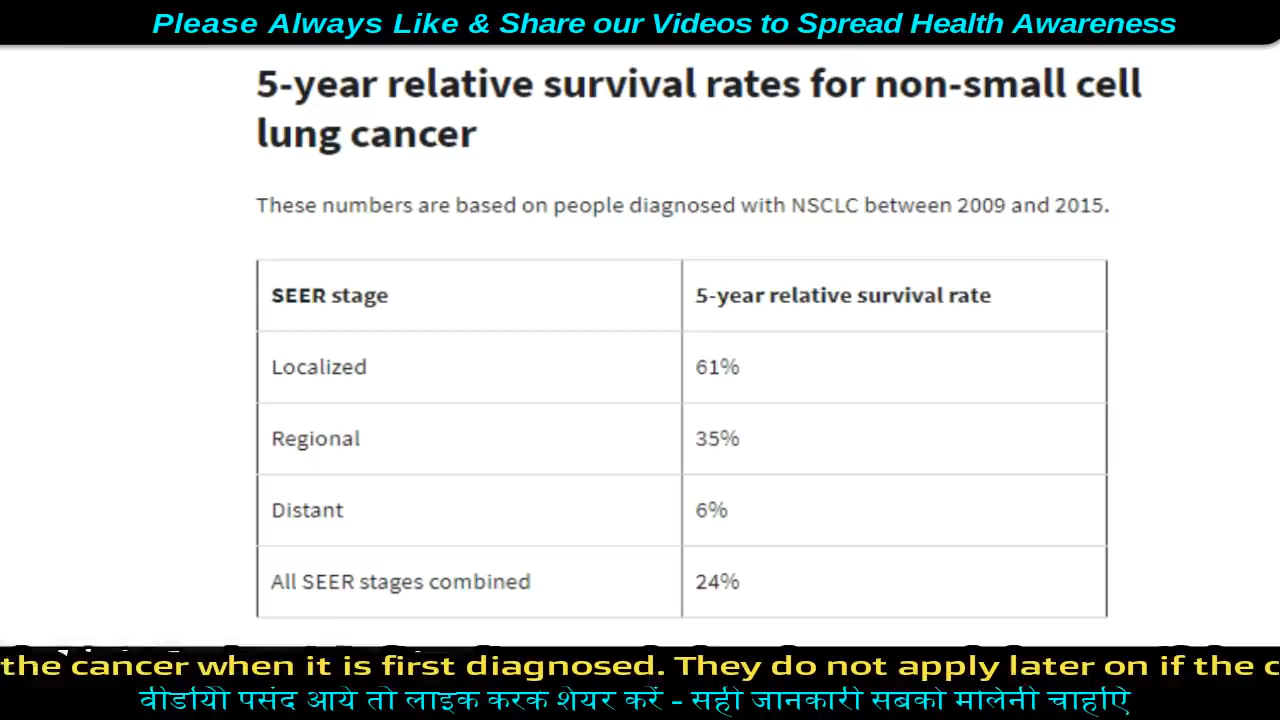 Please Always Like & Share our Videos to Spread Health Awareness
5-year relative survival rates for non-small cell
lung cancer
These numbers are based on people diagnosed with NSCLC between 2009 and 2015.
SEER stage 5-year relative survival rate
Localized 61%
Regional 35%
Distant 6%
All SEER stages combined 24%
the cancer when it is first diagnosed. They do not apply later on if the c
वीडीयो पसंद आये तो लाइक करके शेयर करें - सही जानकारी सबको मिलनी चाहिए